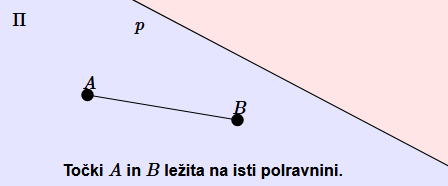 Π
p
A
B
Točki A in B ležita na isti polravnini.